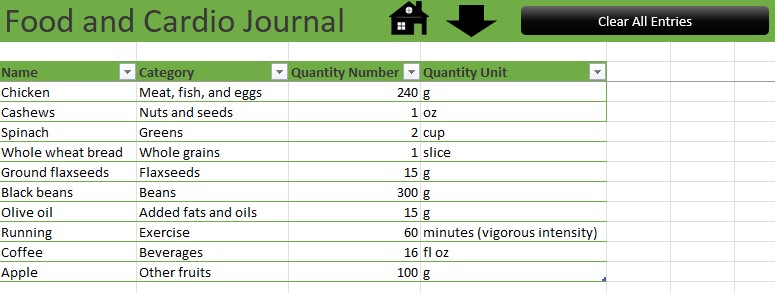 Food and Cardio Journal Clear All Entries
Name Category Quantity Number Quantity Unit
Chicken Meat, fish, and eggs 240 g
Cashews Nuts and seeds 1 oz
Spinach Greens 2 cup
Whole wheat bread Whole grains 1 slice
Ground flaxseeds Flaxseeds 15 g
Black beans Beans 300 g
Olive oil Added fats and oils 15 g
Running Exercise 60 minutes (vigorous intensity)
Coffee Beverages 16 fl oz
Apple Other fruits 100 g